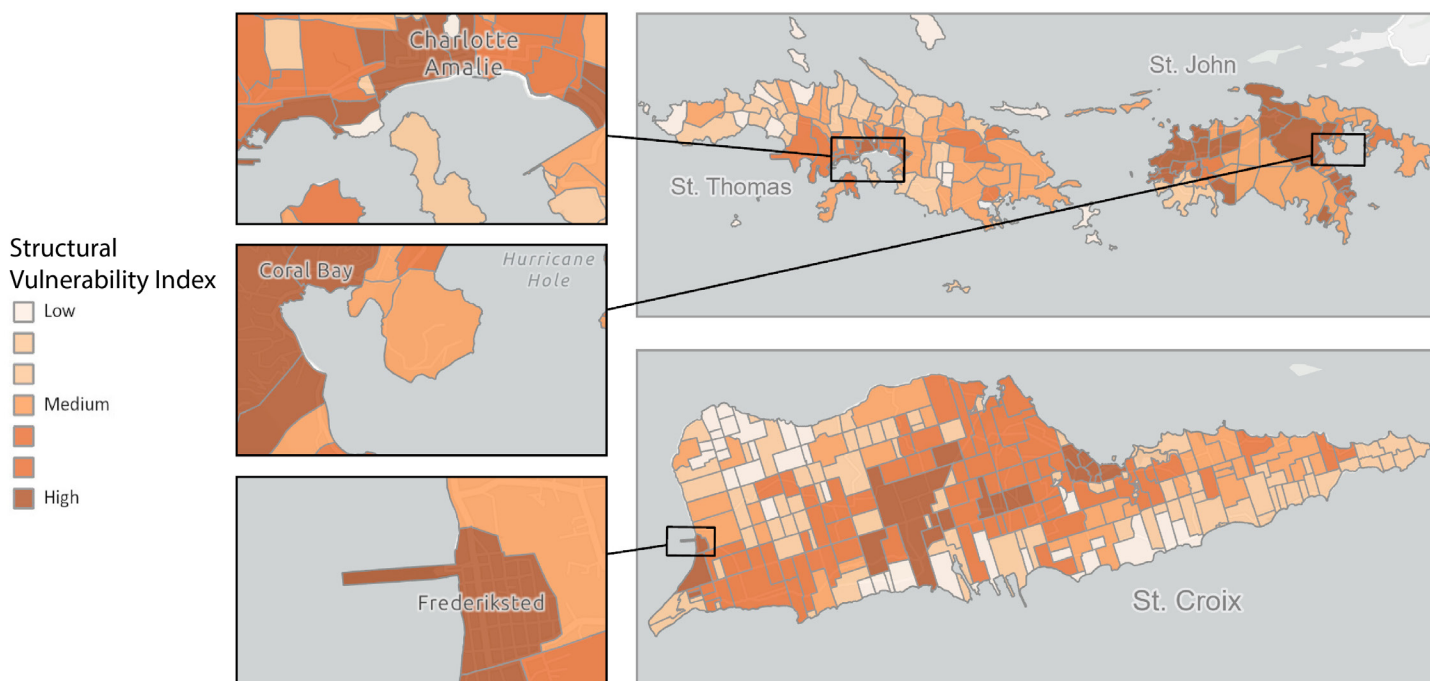 Structural
Vulnerability Index
Low
Medium
High
Charlotte
Amalie
Coral Bay
Hurricane
Hole
Frederiksted
St. Thomas
St. John
St. Croix